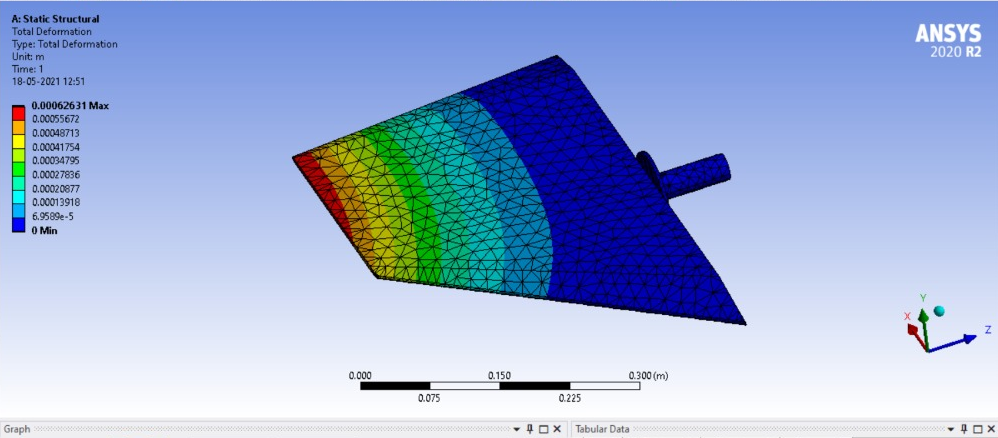 A: Static Structural
Total Deformation
Type: Total Deformation
Unit: m
Time: 1
18-05-2021 12:51
0.00062631 Max
0.00055672
0.00048713
0.00041754
0.00034795
0.00027836
0.00020877
0.00013918
6.9589e-5
0 Min
ANSYS
2020 R2
Y
X
Z
0.000
0.150
0.300 (m)
0.075
0.225
Graph
Tabular Data